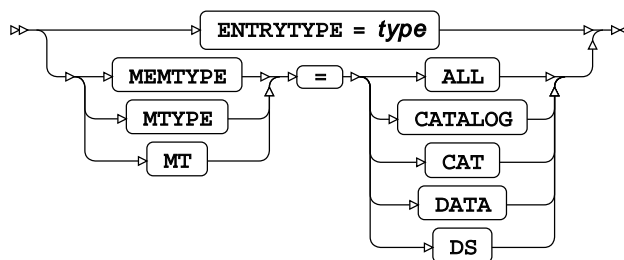 ENTRYTYPE = type
MEMTYPE = ALL
MTYPE CATALOG
MT CAT
DATA
DS